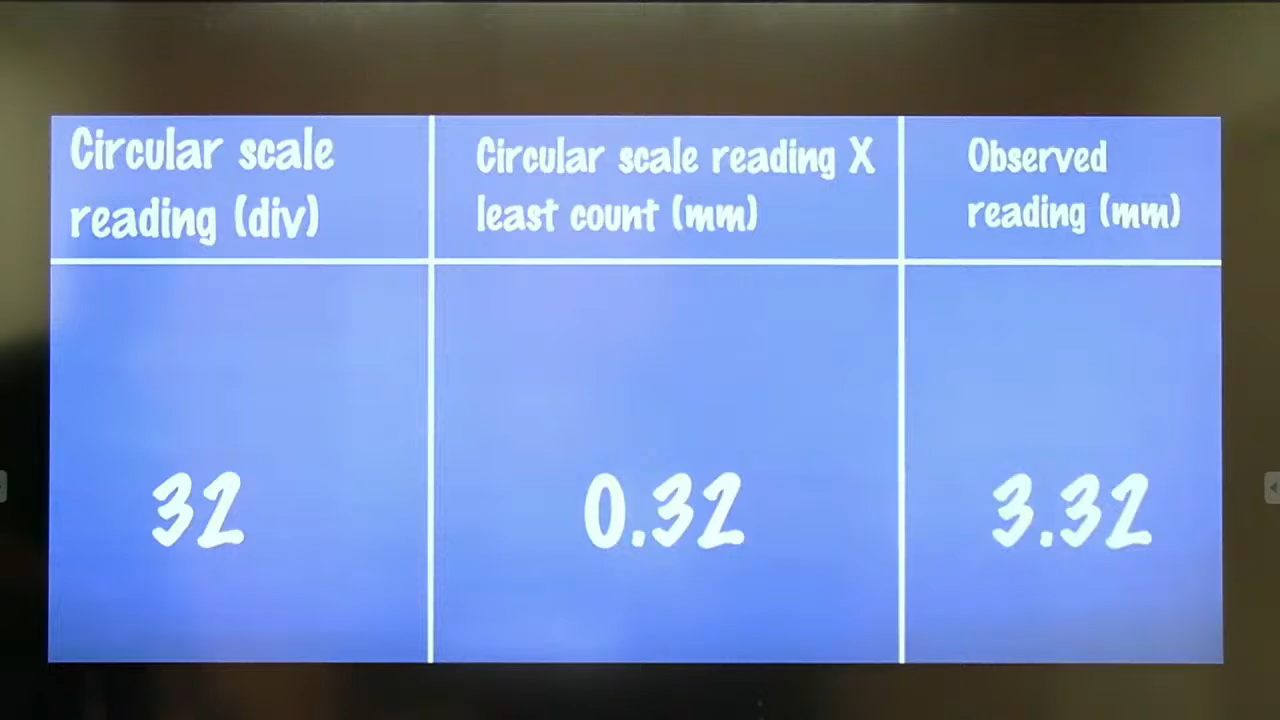 Circular scale
reading (div)
Circular scale reading X
least count (mm)
Observed
reading (mm)
32
0.32
3.32